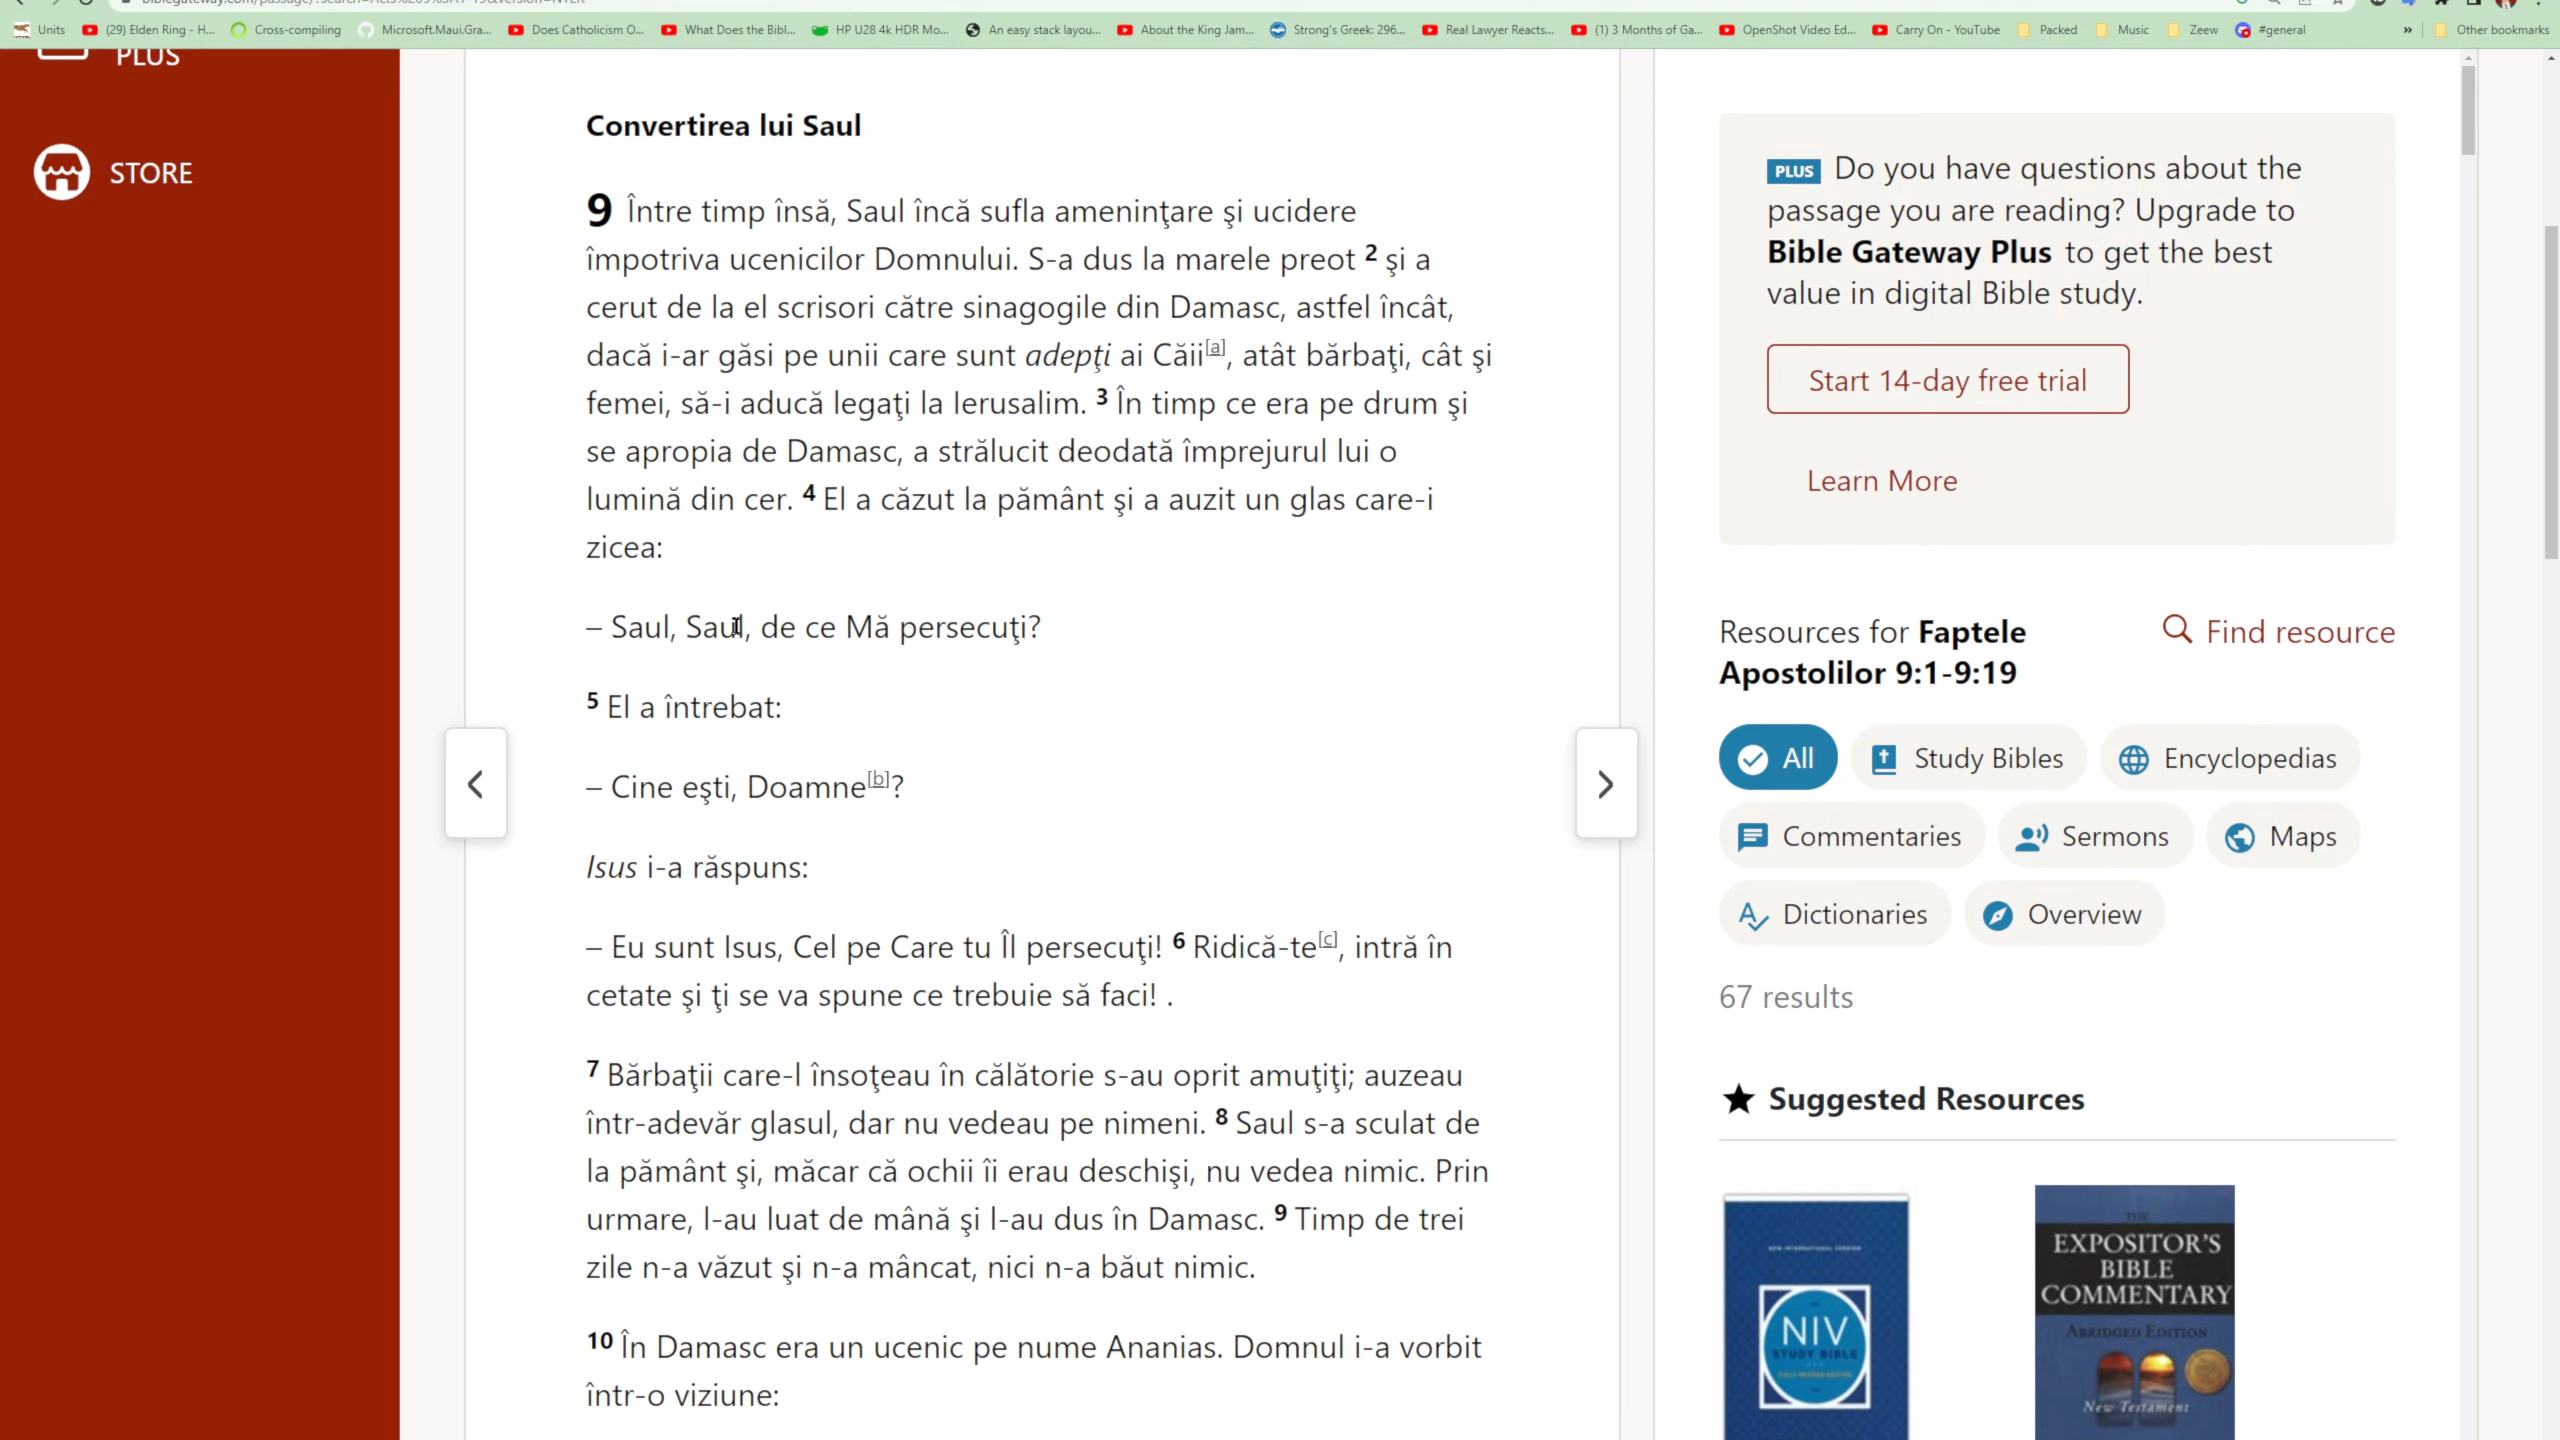 Units
(29) Elden Ring - H...
Cross-compiling
Microsoft.Maui.Gra...
Does Catholicism O...
What Does the Bibl...
HP U28 4k HDR Mo...
An easy stack layou...
About the King Jam...
Strong's Greek: 296...
Real Lawyer Reacts...
(1) 3 Months of Ga...
OpenShot Video Ed...
Carry On - YouTube
Packed
Music
Zeew
#general
»
Other bookmarks
PLUS
STORE
Convertirea lui Saul
9 Între timp însă, Saul încă sufla ameninţare şi ucidere
împotriva ucenicilor Domnului. S-a dus la marele preot 2 şi a
cerut de la el scrisori către sinagogile din Damasc, astfel încât,
dacă i-ar găsi pe unii care sunt adepţi ai Căii[a], atât bărbaţi, cât şi
femei, să-i aducă legaţi la Ierusalim. 3 În timp ce era pe drum şi
se apropia de Damasc, a strălucit deodată împrejurul lui o
lumină din cer. 4 El a căzut la pământ şi a auzit un glas care-i
zicea:
– Saul, Saul, de ce Mă persecuţi?
5 El a întrebat:
– Cine eşti, Doamne[b]?
Isus i-a răspuns:
– Eu sunt Isus, Cel pe Care tu Îl persecuţi! 6 Ridică-te[c], intră în
cetate şi ţi se va spune ce trebuie să faci! .
7 Bărbaţii care-l însoţeau în călătorie s-au oprit amuţiţi; auzeau
într-adevăr glasul, dar nu vedeau pe nimeni. 8 Saul s-a sculat de
la pământ şi, măcar că ochii îi erau deschişi, nu vedea nimic. Prin
urmare, l-au luat de mână şi l-au dus în Damasc. 9 Timp de trei
zile n-a văzut şi n-a mâncat, nici n-a băut nimic.
10 În Damasc era un ucenic pe nume Ananias. Domnul i-a vorbit
într-o viziune:
PLUS Do you have questions about the
passage you are reading? Upgrade to
Bible Gateway Plus to get the best
value in digital Bible study.
Start 14-day free trial
Learn More
Resources for Faptele
Apostolilor 9:1-9:19
Find resource
All
Study Bibles
Encyclopedias
Commentaries
Sermons
Maps
Dictionaries
Overview
67 results
Suggested Resources
NEW INTERNATIONAL VERSION
NIV
STUDY BIBLE
THE
EXPOSITOR'S
BIBLE
COMMENTARY
ABRIDGED EDITION
New Testament